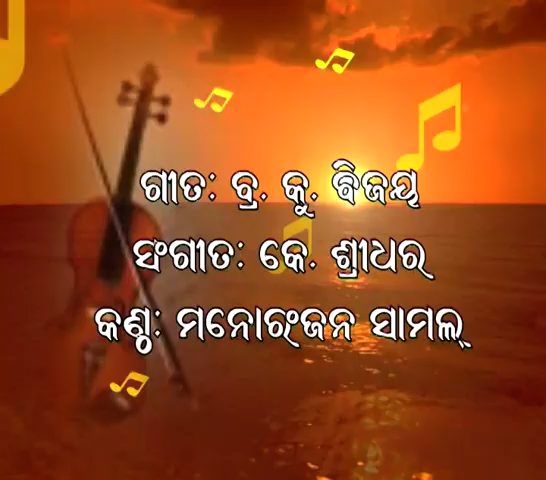 ଗୀତ: ବ୍ର. କୁ. ଵିଜୟ
ସଂଗୀତ: କେ. ଶ୍ରୀଧର୍
କଣ୍ଠ: ମନୋରଂଜନ ସାମଲ୍